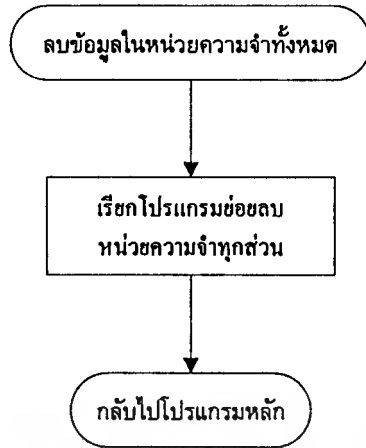 ลบข้อมูลในหน่วยความจำทั้งหมด
เรียกโปรแกรมย่อยลบ
หน่วยความจำทุกส่วน
กลับไปโปรแกรมหลัก